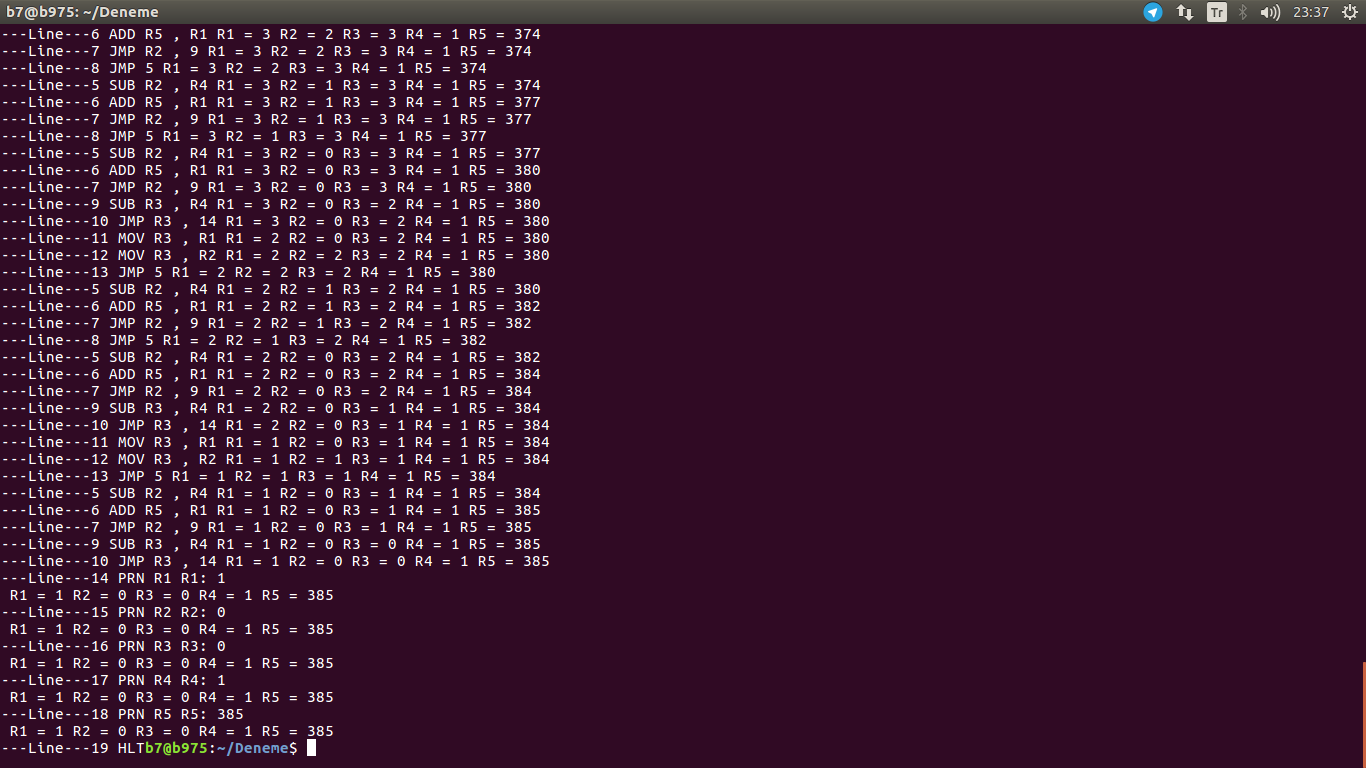 b7@b975: ~/Deneme
Tr
23:37
---Line---6 ADD R5 , R1 R1 = 3 R2 = 2 R3 = 3 R4 = 1 R5 = 374
---Line---7 JMP R2 , 9 R1 = 3 R2 = 2 R3 = 3 R4 = 1 R5 = 374
---Line---8 JMP 5 R1 = 3 R2 = 2 R3 = 3 R4 = 1 R5 = 374
---Line---5 SUB R2 , R4 R1 = 3 R2 = 1 R3 = 3 R4 = 1 R5 = 374
---Line---6 ADD R5 , R1 R1 = 3 R2 = 1 R3 = 3 R4 = 1 R5 = 377
---Line---7 JMP R2 , 9 R1 = 3 R2 = 1 R3 = 3 R4 = 1 R5 = 377
---Line---8 JMP 5 R1 = 3 R2 = 1 R3 = 3 R4 = 1 R5 = 377
---Line---5 SUB R2 , R4 R1 = 3 R2 = 0 R3 = 3 R4 = 1 R5 = 377
---Line---6 ADD R5 , R1 R1 = 3 R2 = 0 R3 = 3 R4 = 1 R5 = 380
---Line---7 JMP R2 , 9 R1 = 3 R2 = 0 R3 = 3 R4 = 1 R5 = 380
---Line---9 SUB R3 , R4 R1 = 3 R2 = 0 R3 = 2 R4 = 1 R5 = 380
---Line---10 JMP R3 , 14 R1 = 3 R2 = 0 R3 = 2 R4 = 1 R5 = 380
---Line---11 MOV R3 , R1 R1 = 2 R2 = 0 R3 = 2 R4 = 1 R5 = 380
---Line---12 MOV R3 , R2 R1 = 2 R2 = 2 R3 = 2 R4 = 1 R5 = 380
---Line---13 JMP 5 R1 = 2 R2 = 2 R3 = 2 R4 = 1 R5 = 380
---Line---5 SUB R2 , R4 R1 = 2 R2 = 1 R3 = 2 R4 = 1 R5 = 380
---Line---6 ADD R5 , R1 R1 = 2 R2 = 1 R3 = 2 R4 = 1 R5 = 382
---Line---7 JMP R2 , 9 R1 = 2 R2 = 1 R3 = 2 R4 = 1 R5 = 382
---Line---8 JMP 5 R1 = 2 R2 = 1 R3 = 2 R4 = 1 R5 = 382
---Line---5 SUB R2 , R4 R1 = 2 R2 = 0 R3 = 2 R4 = 1 R5 = 382
---Line---6 ADD R5 , R1 R1 = 2 R2 = 0 R3 = 2 R4 = 1 R5 = 384
---Line---7 JMP R2 , 9 R1 = 2 R2 = 0 R3 = 2 R4 = 1 R5 = 384
---Line---9 SUB R3 , R4 R1 = 2 R2 = 0 R3 = 1 R4 = 1 R5 = 384
---Line---10 JMP R3 , 14 R1 = 2 R2 = 0 R3 = 1 R4 = 1 R5 = 384
---Line---11 MOV R3 , R1 R1 = 1 R2 = 0 R3 = 1 R4 = 1 R5 = 384
---Line---12 MOV R3 , R2 R1 = 1 R2 = 1 R3 = 1 R4 = 1 R5 = 384
---Line---13 JMP 5 R1 = 1 R2 = 1 R3 = 1 R4 = 1 R5 = 384
---Line---5 SUB R2 , R4 R1 = 1 R2 = 0 R3 = 1 R4 = 1 R5 = 384
---Line---6 ADD R5 , R1 R1 = 1 R2 = 0 R3 = 1 R4 = 1 R5 = 385
---Line---7 JMP R2 , 9 R1 = 1 R2 = 0 R3 = 1 R4 = 1 R5 = 385
---Line---9 SUB R3 , R4 R1 = 1 R2 = 0 R3 = 0 R4 = 1 R5 = 385
---Line---10 JMP R3 , 14 R1 = 1 R2 = 0 R3 = 0 R4 = 1 R5 = 385
---Line---14 PRN R1 R1: 1
 R1 = 1 R2 = 0 R3 = 0 R4 = 1 R5 = 385
---Line---15 PRN R2 R2: 0
 R1 = 1 R2 = 0 R3 = 0 R4 = 1 R5 = 385
---Line---16 PRN R3 R3: 0
 R1 = 1 R2 = 0 R3 = 0 R4 = 1 R5 = 385
---Line---17 PRN R4 R4: 1
 R1 = 1 R2 = 0 R3 = 0 R4 = 1 R5 = 385
---Line---18 PRN R5 R5: 385
 R1 = 1 R2 = 0 R3 = 0 R4 = 1 R5 = 385
---Line---19 HLTb7@b975:~/Deneme$